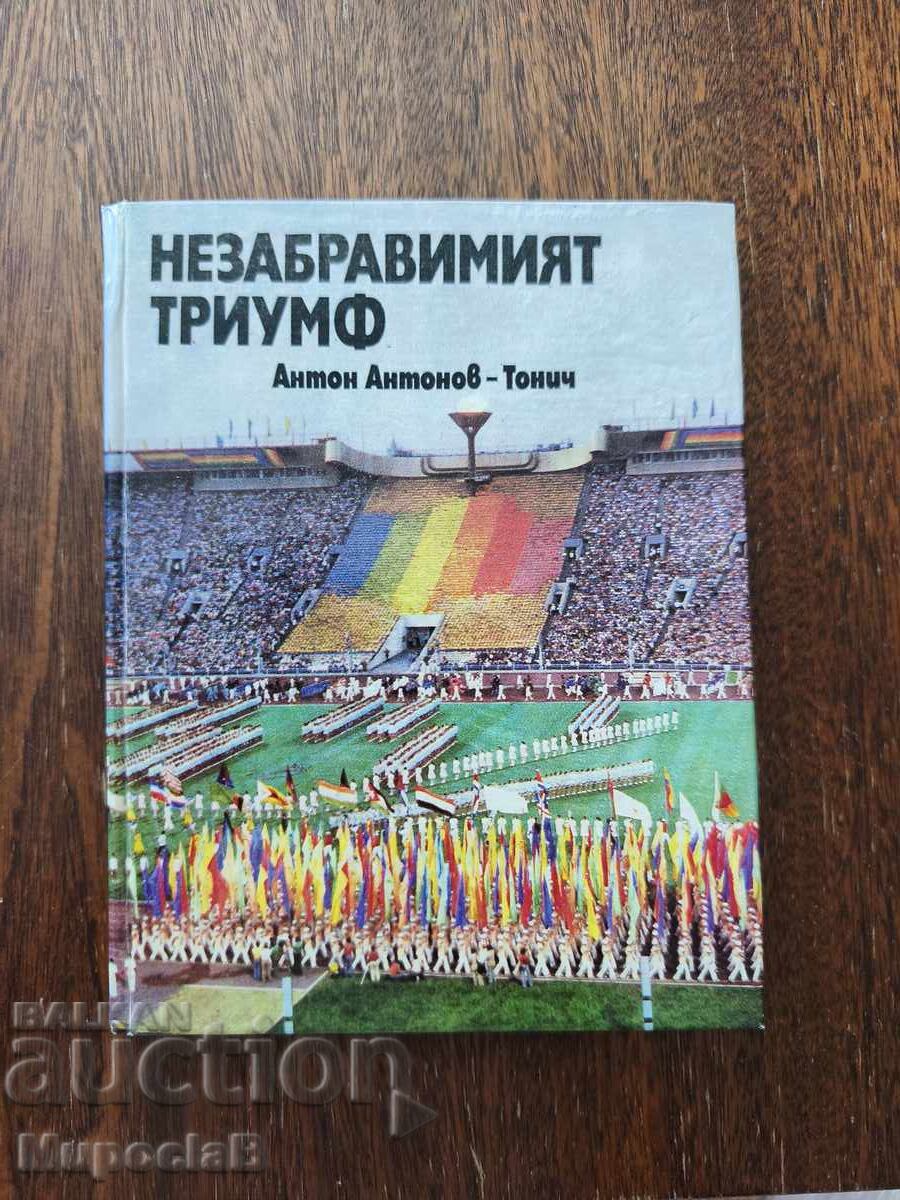 НЕЗАБРАВИМИЯТ
ТРИУМФ
Антон Антонов - Тонич
BALKAN
auction
МирославВ